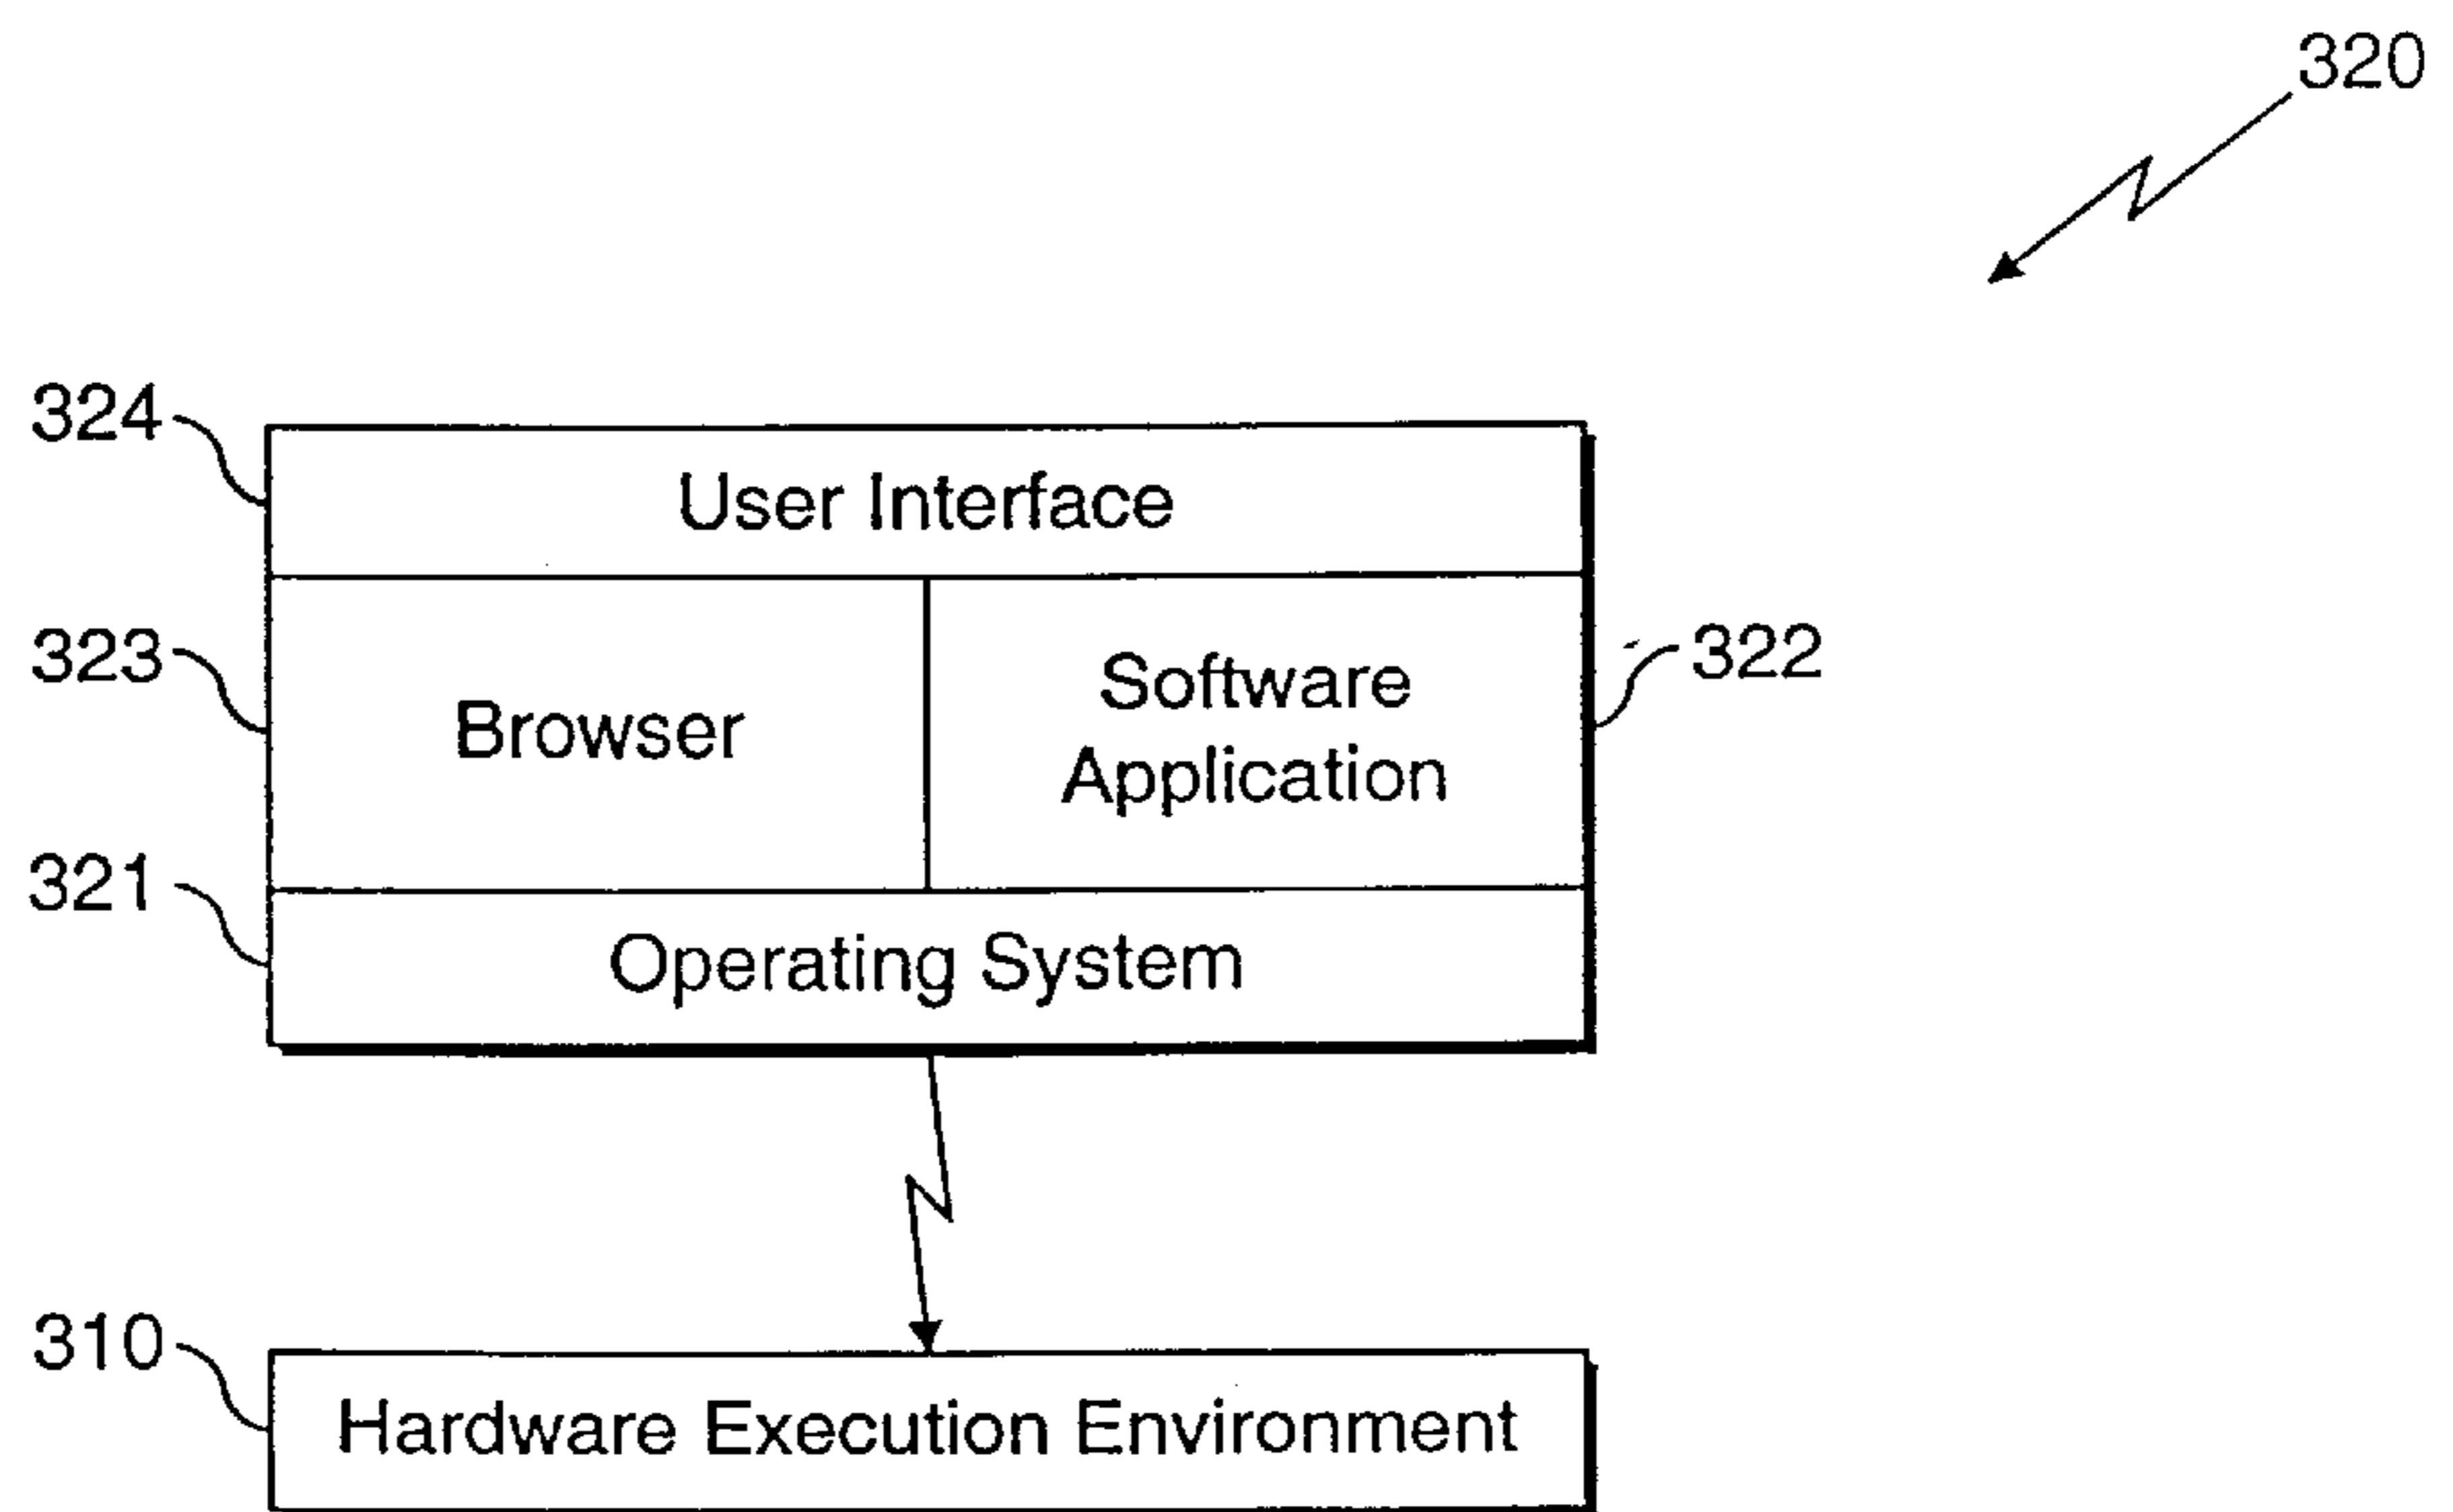 320
324
User Interface
323
Browser
Software
Application
322
321
Operating System
310
Hardware Execution Environment